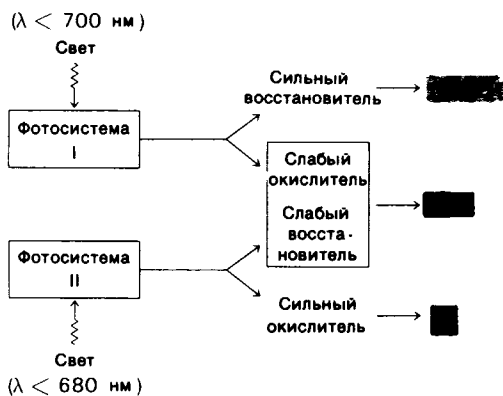 (λ < 700 нм)
Свет
Фотосистема
I
Сильный
восстановитель
Слабый
окислитель
Слабый
восста-
новитель
Фотосистема
II
Сильный
окислитель
Свет
(λ < 680 нм)